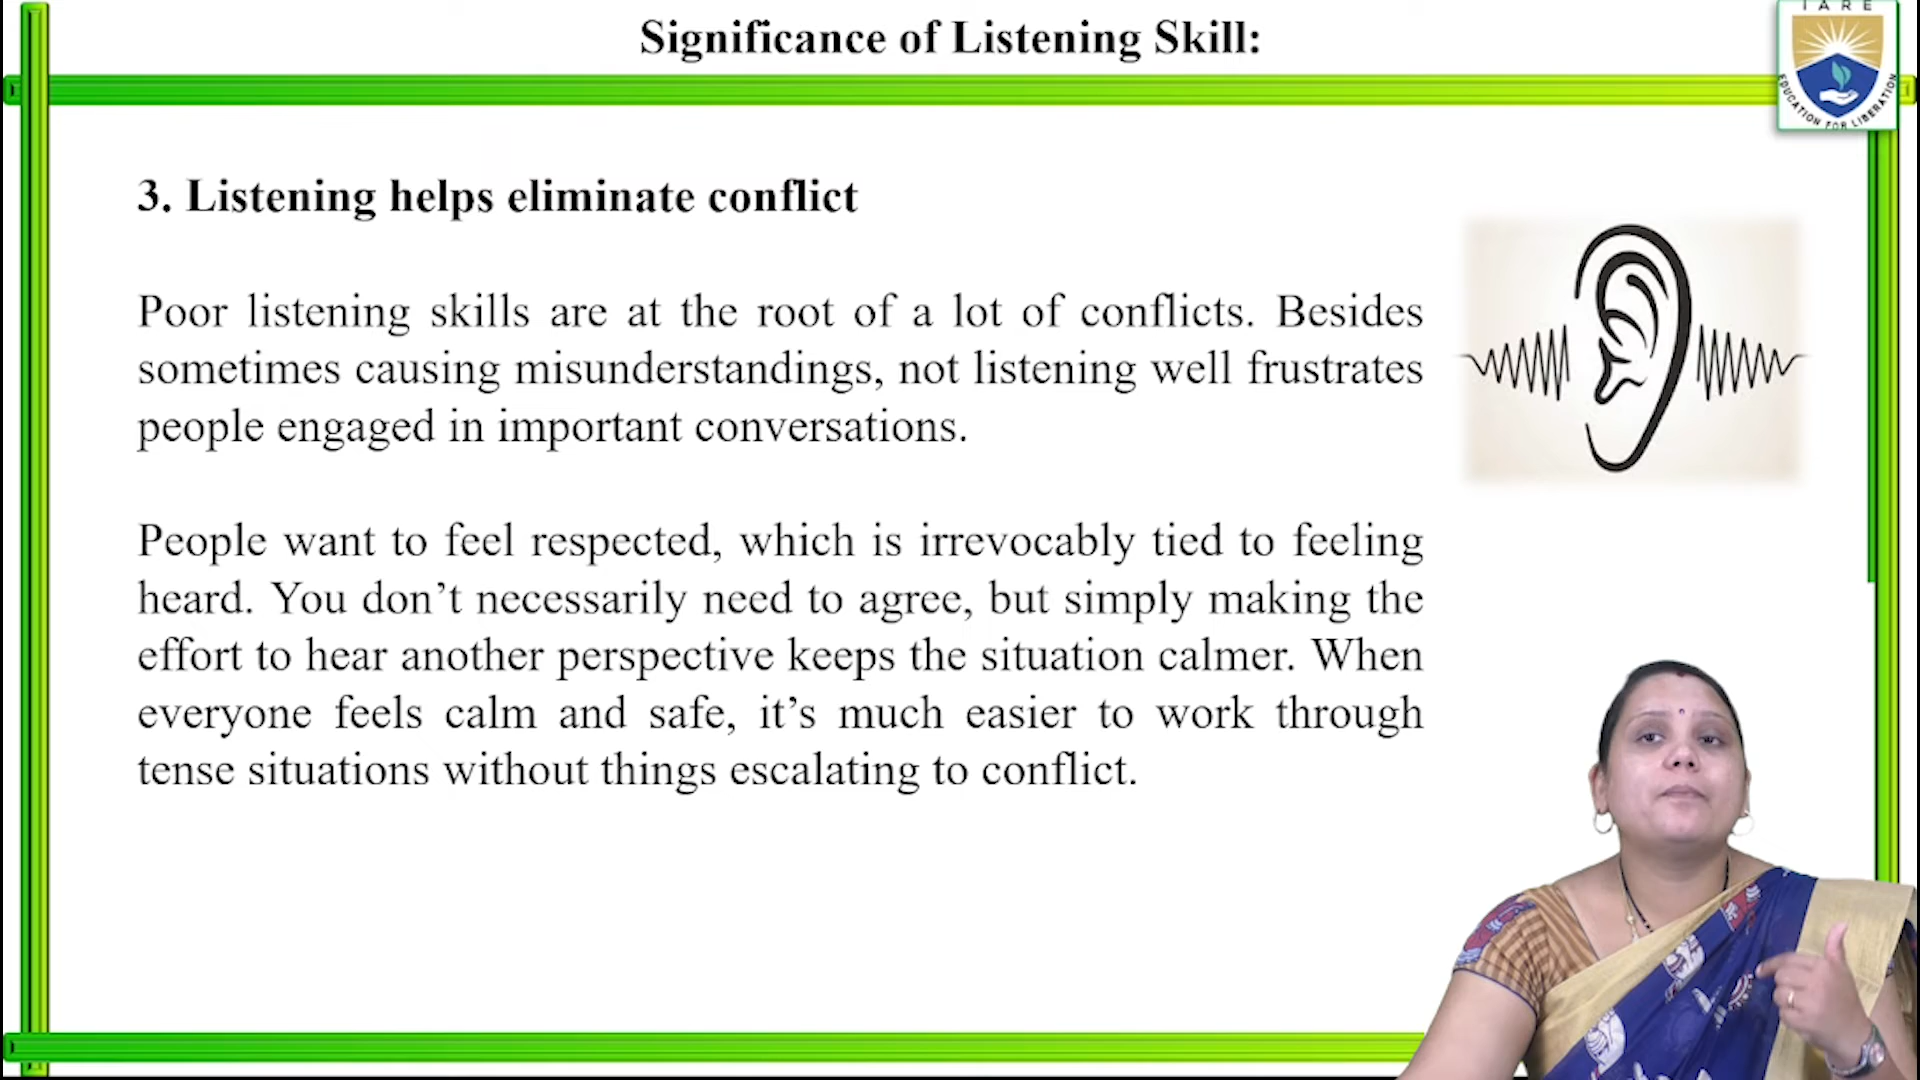 Significance of Listening Skill:
IARE
EDUCATION FOR LIBERATION
3. Listening helps eliminate conflict
Poor listening skills are at the root of a lot of conflicts. Besides
sometimes causing misunderstandings, not listening well frustrates
people engaged in important conversations.
People want to feel respected, which is irrevocably tied to feeling
heard. You don’t necessarily need to agree, but simply making the
effort to hear another perspective keeps the situation calmer. When
everyone feels calm and safe, it’s much easier to work through
tense situations without things escalating to conflict.